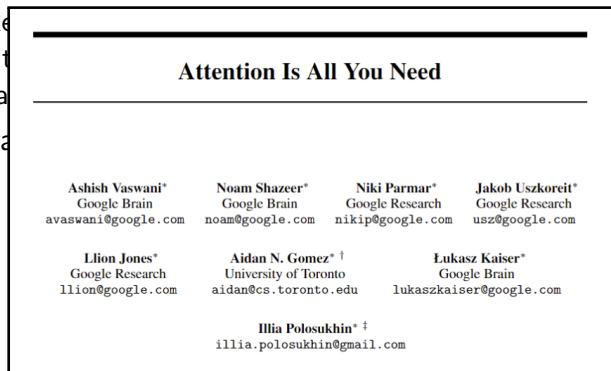 Attention Is All You Need
Ashish Vaswani* Noam Shazeer* Niki Parmar* Jakob Uszkoreit*
Google Brain Google Brain Google Research Google Research
avaswani@google.com noam@google.com nikip@google.com usz@google.com
Llion Jones* Aidan N. Gomez* † Łukasz Kaiser*
Google Research University of Toronto Google Brain
llion@google.com aidan@cs.toronto.edu lukaszkaiser@google.com
Illia Polosukhin* ‡
illia.polosukhin@gmail.com